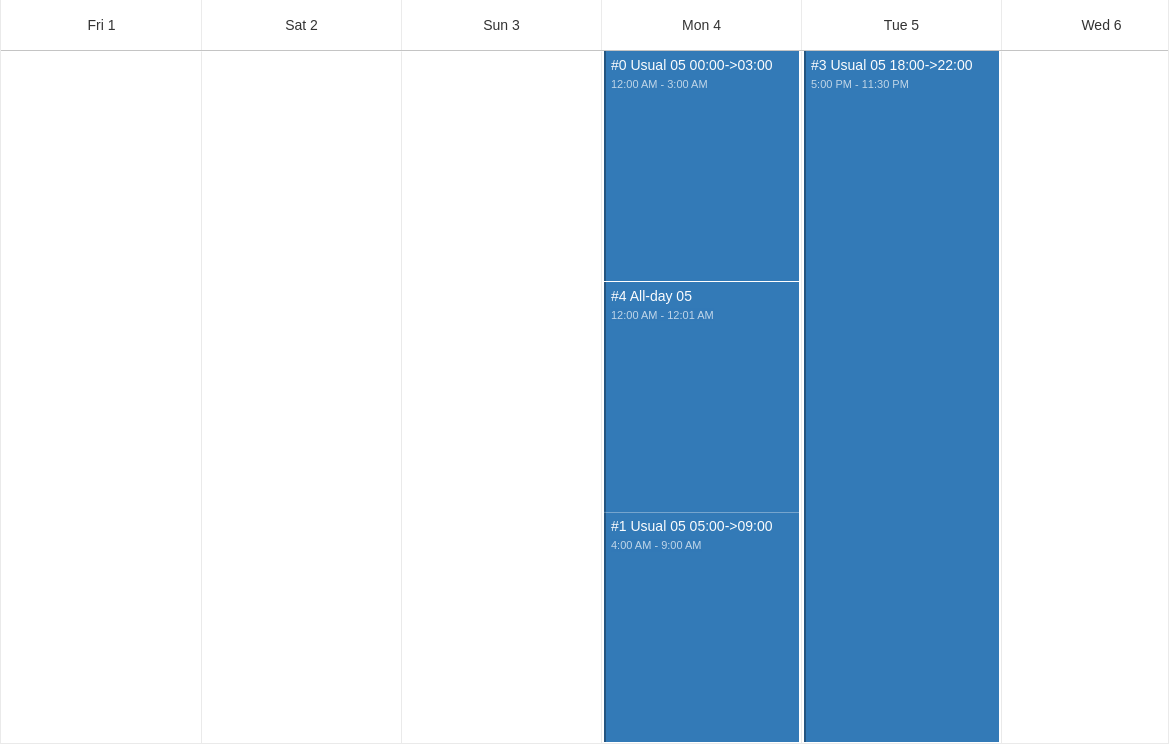 Fri 1
Sat 2
Sun 3
Mon 4
Tue 5
Wed 6
#0 Usual 05 00:00->03:00
12:00 AM - 3:00 AM
#4 All-day 05
12:00 AM - 12:01 AM
#1 Usual 05 05:00->09:00
4:00 AM - 9:00 AM
#3 Usual 05 18:00->22:00
5:00 PM - 11:30 PM